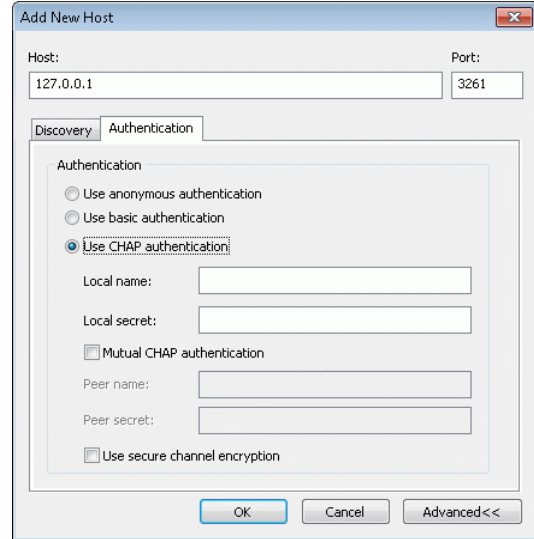 Add New Host
Host: Port:
127.0.0.1 3261
Discovery Authentication
Authentication
Use anonymous authentication
Use basic authentication
Use CHAP authentication
Local name:
Local secret:
Mutual CHAP authentication
Peer name:
Peer secret:
Use secure channel encryption
OK Cancel Advanced<<